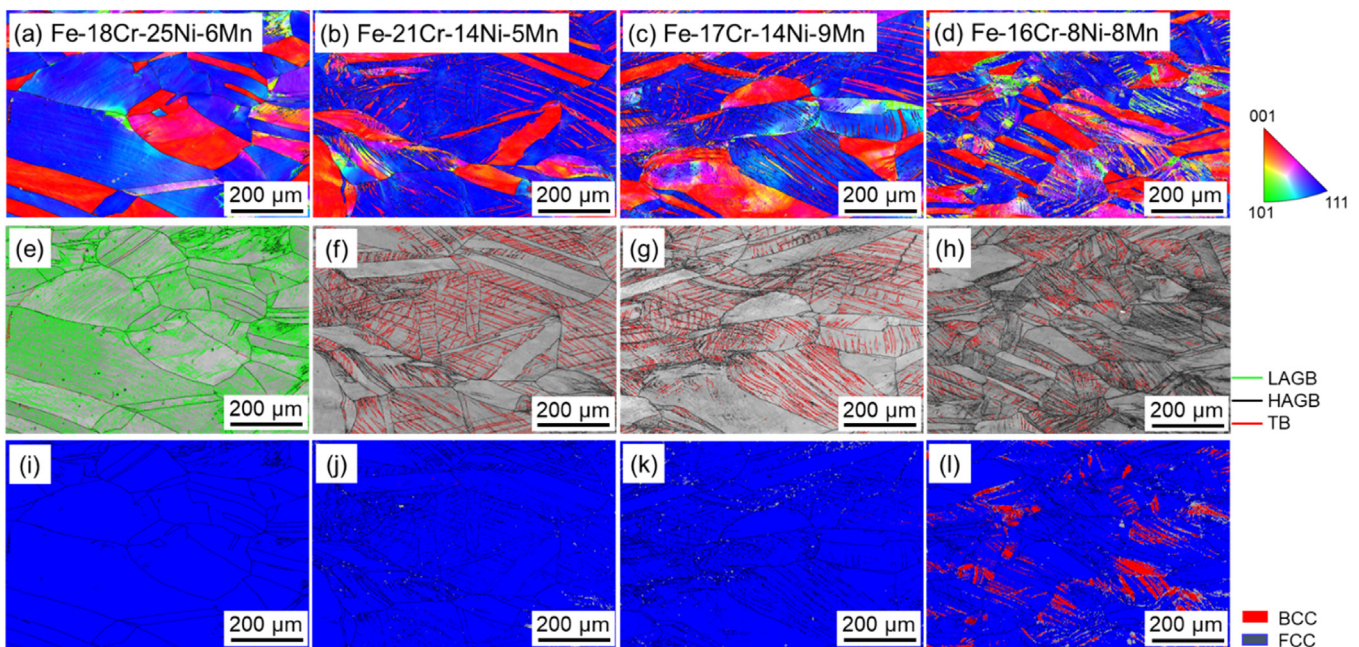 (a) Fe-18Cr-25Ni-6Mn
(b) Fe-21Cr-14Ni-5Mn
(c) Fe-17Cr-14Ni-9Mn
(d) Fe-16Cr-8Ni-8Mn
200 μm
200 μm
200 μm
200 μm
001
101
111
(e)
(f)
(g)
(h)
200 μm
200 μm
200 μm
200 μm
LAGB
HAGB
TB
(i)
(j)
(k)
(l)
200 μm
200 μm
200 μm
200 μm
BCC
FCC